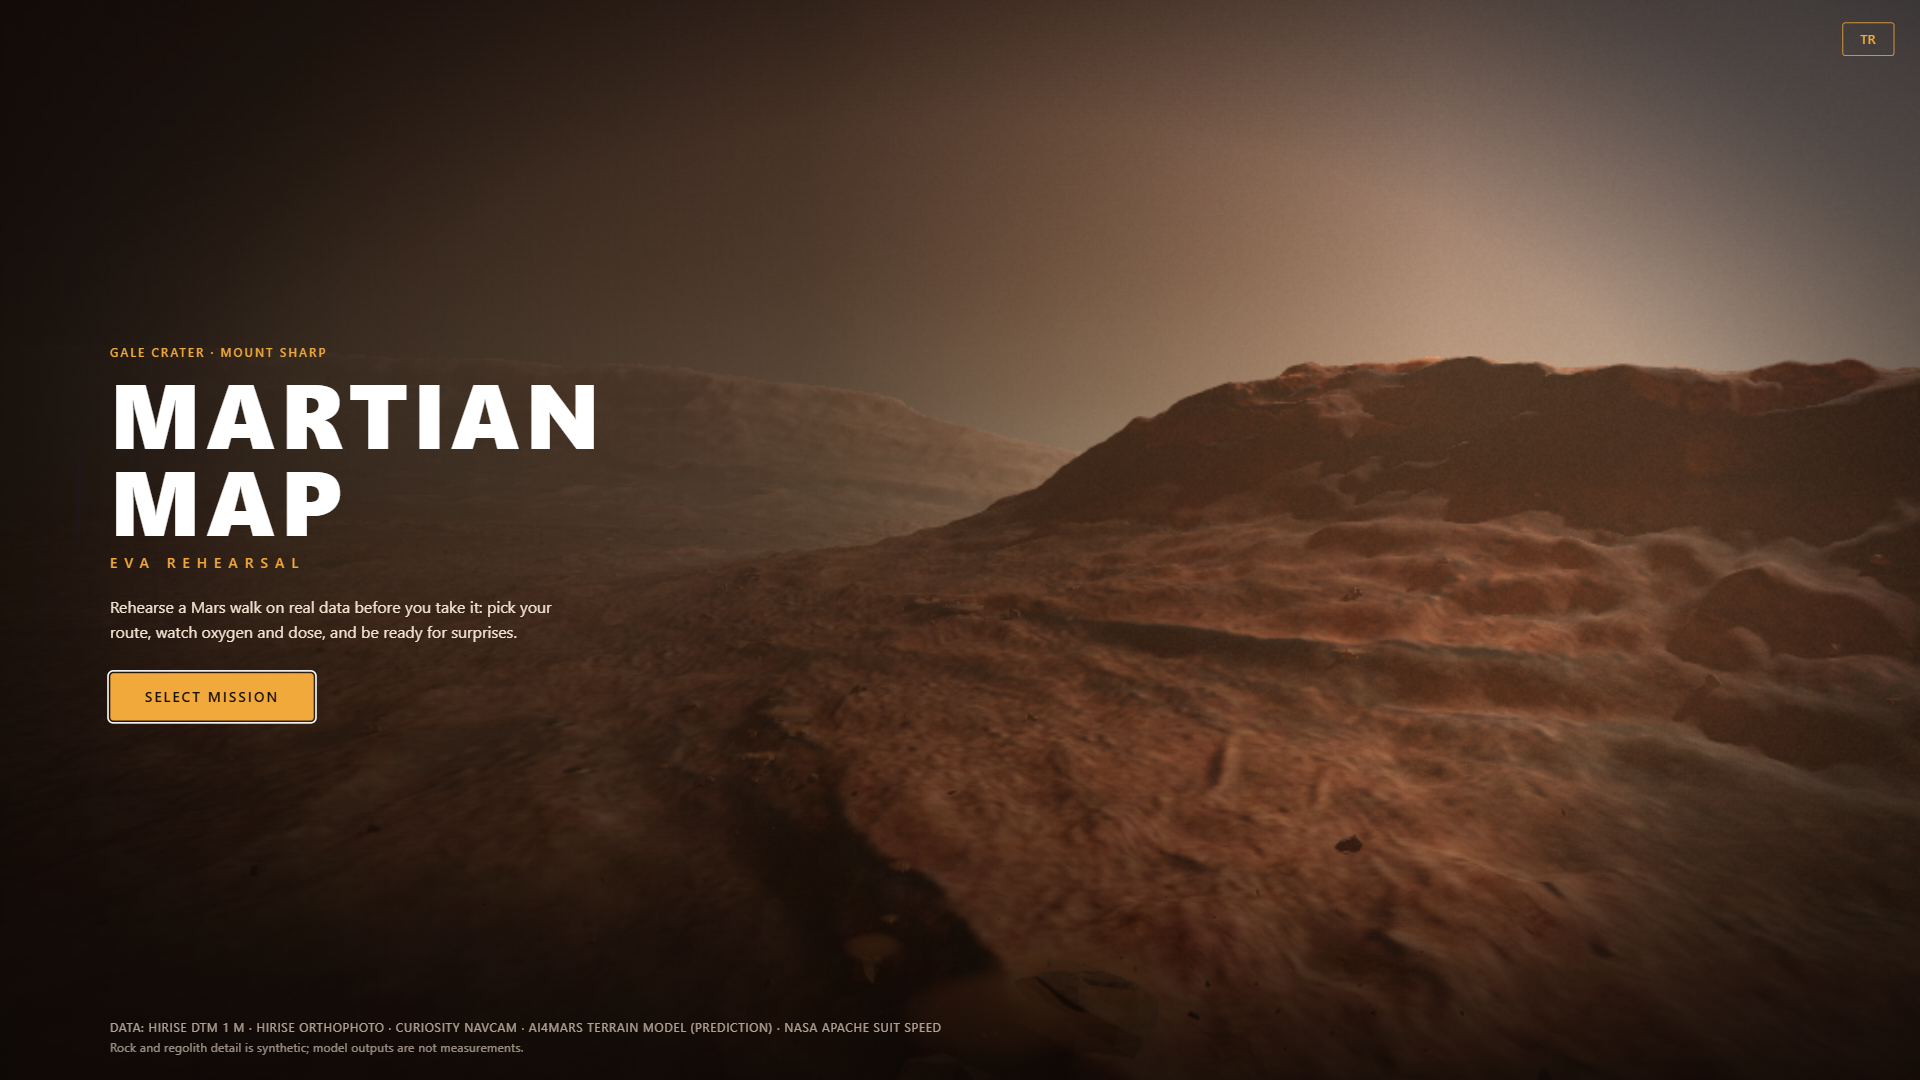 TR
GALE CRATER · MOUNT SHARP
MARTIAN
MAP
EVA REHEARSAL
Rehearse a Mars walk on real data before you take it: pick your
route, watch oxygen and dose, and be ready for surprises.
SELECT MISSION
DATA: HIRISE DTM 1 M · HIRISE ORTHOPHOTO · CURIOSITY NAVCAM · AI4MARS TERRAIN MODEL (PREDICTION) · NASA APACHE SUIT SPEED
Rock and regolith detail is synthetic; model outputs are not measurements.